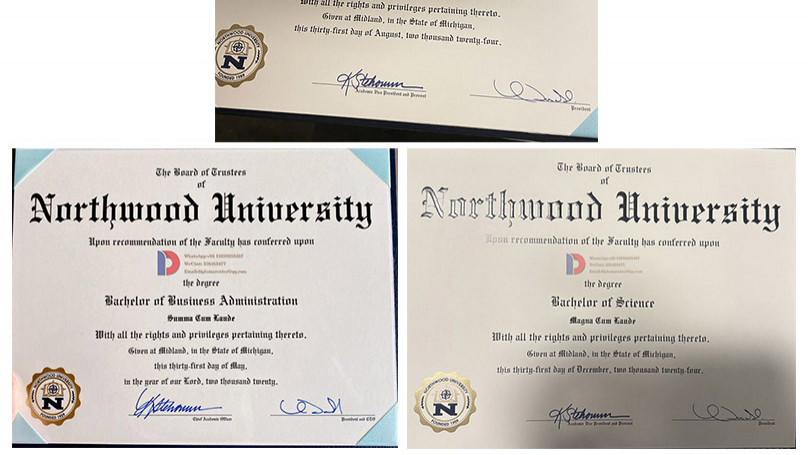 With all the rights and privileges pertaining thereto.
Given at Midland, in the State of Michigan,
this thirty-first day of August, two thousand twenty-four.
NORTHWOOD UNIVERSITY
N
FOUNDED 1959
Academic Vice President and Provost
President
The Board of Trustees
of
Northwood University
Upon recommendation of the Faculty has conferred upon
the degree
Bachelor of Business Administration
Summa Cum Laude
With all the rights and privileges pertaining thereto.
Given at Midland, in the State of Michigan,
this thirty-first day of May,
in the year of our Lord, two thousand twenty.
NORTHWOOD UNIVERSITY
N
FOUNDED 1959
Chief Academic Officer
President and CEO
The Board of Trustees
of
Northwood University
Upon recommendation of the Faculty has conferred upon
the degree
Bachelor of Science
Magna Cum Laude
With all the rights and privileges pertaining thereto.
Given at Midland, in the State of Michigan,
this thirty-first day of December, two thousand twenty-four.
NORTHWOOD UNIVERSITY
N
FOUNDED 1959
Academic Vice President and Provost
President